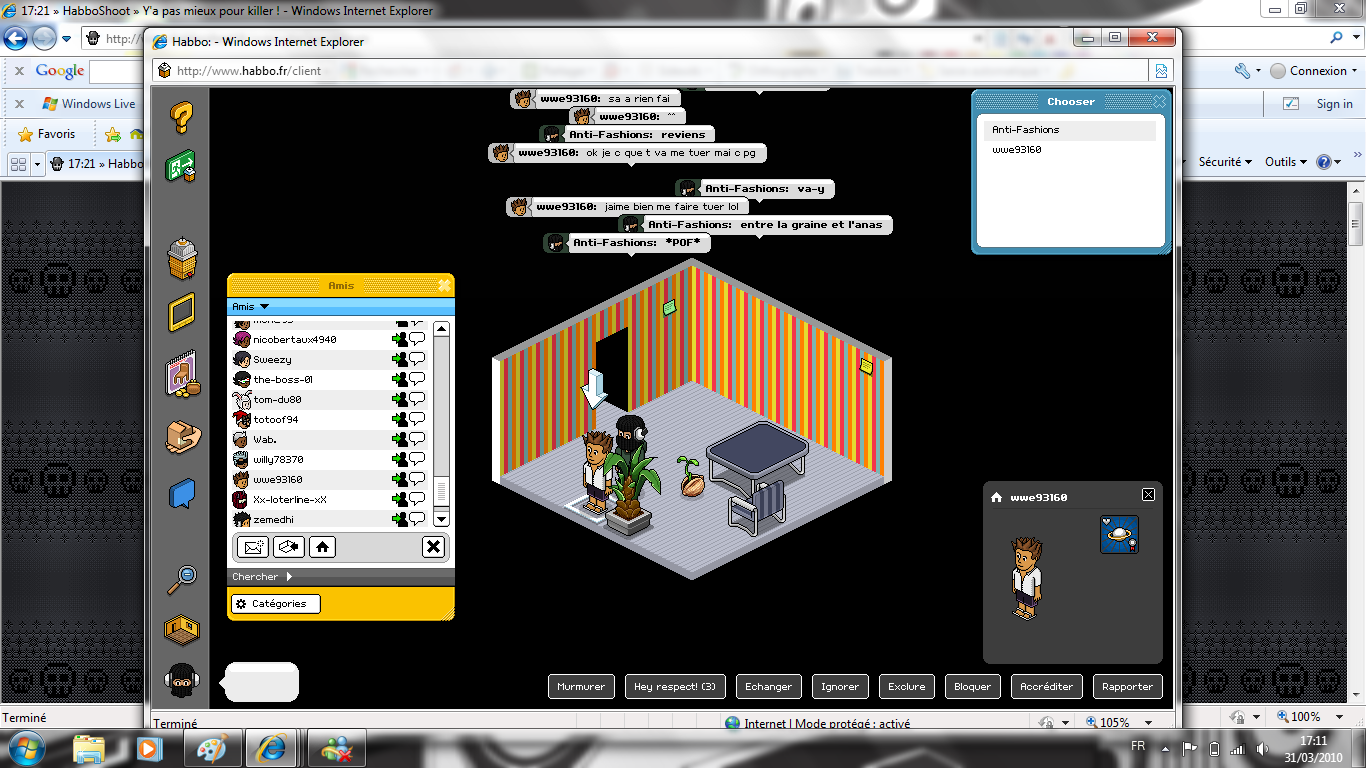 17:21 » HabboShoot » Y'a pas mieux pour killer ! - Windows Internet Explorer
Habbo: - Windows Internet Explorer
http://
http://www.habbo.fr/client
Google
Connexion
Windows Live
Sign in
Favoris
17:21 » Habbo
Sécurité
Outils
Chooser
Anti-Fashions
wwe93160
wwe93160: sa a rien fai
wwe93160: ^^
Anti-Fashions: reviens
wwe93160: ok je c que t va me tuer mai c pg
Anti-Fashions: va-y
wwe93160: jaime bien me faire tuer lol
Anti-Fashions: entre la graine et l'anas
Anti-Fashions: *POF*
Amis
Amis
nicobertaux4940
Sweezy
the-boss-01
tom-du80
totoof94
Wab.
willy78370
wwe93160
Xx-loterline-xX
zemedhi
Chercher
Catégories
wwe93160
Murmurer
Hey respect! (3)
Echanger
Ignorer
Exclure
Bloquer
Accréditer
Rapporter
Terminé
Terminé
Internet | Mode protégé : activé
105%
100%
FR
17:11
31/03/2010